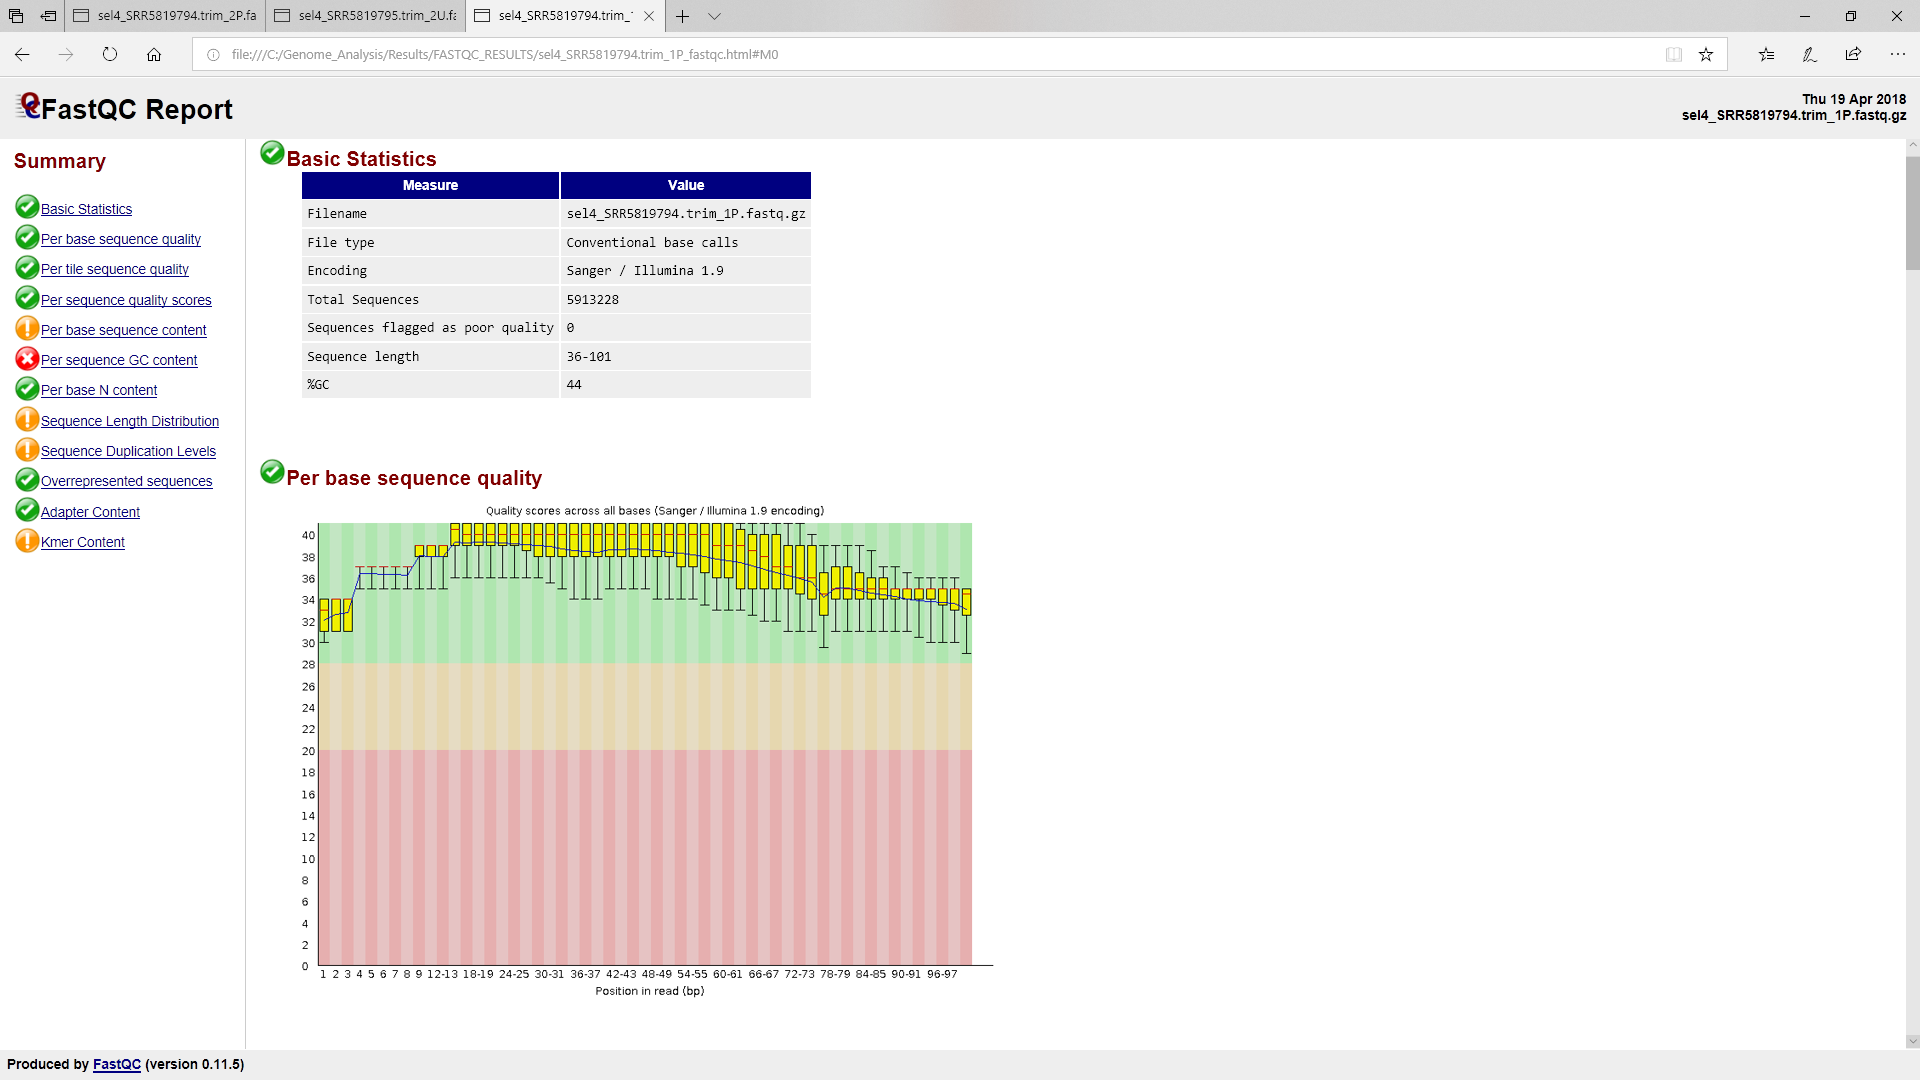 sel4_SRR5819794.trim_2P.fa
sel4_SRR5819795.trim_2U.fa
sel4_SRR5819794.trim_
file:///C:/Genome_Analysis/Results/FASTQC_RESULTS/sel4_SRR5819794.trim_1P_fastqc.html#M0
FastQC Report
Thu 19 Apr 2018
sel4_SRR5819794.trim_1P.fastq.gz
Summary
Basic Statistics
Per base sequence quality
Per tile sequence quality
Per sequence quality scores
Per base sequence content
Per sequence GC content
Per base N content
Sequence Length Distribution
Sequence Duplication Levels
Overrepresented sequences
Adapter Content
Kmer Content
Basic Statistics
Measure Value
Filename sel4_SRR5819794.trim_1P.fastq.gz
File type Conventional base calls
Encoding Sanger / Illumina 1.9
Total Sequences 5913228
Sequences flagged as poor quality 0
Sequence length 36-101
%GC 44
Per base sequence quality
Quality scores across all bases (Sanger / Illumina 1.9 encoding)
40
38
36
34
32
30
28
26
24
22
20
18
16
14
12
10
8
6
4
2
0
1 2 3 4 5 6 7 8 9 12-13 18-19 24-25 30-31 36-37 42-43 48-49 54-55 60-61 66-67 72-73 78-79 84-85 90-91 96-97
Position in read (bp)
Produced by FastQC (version 0.11.5)